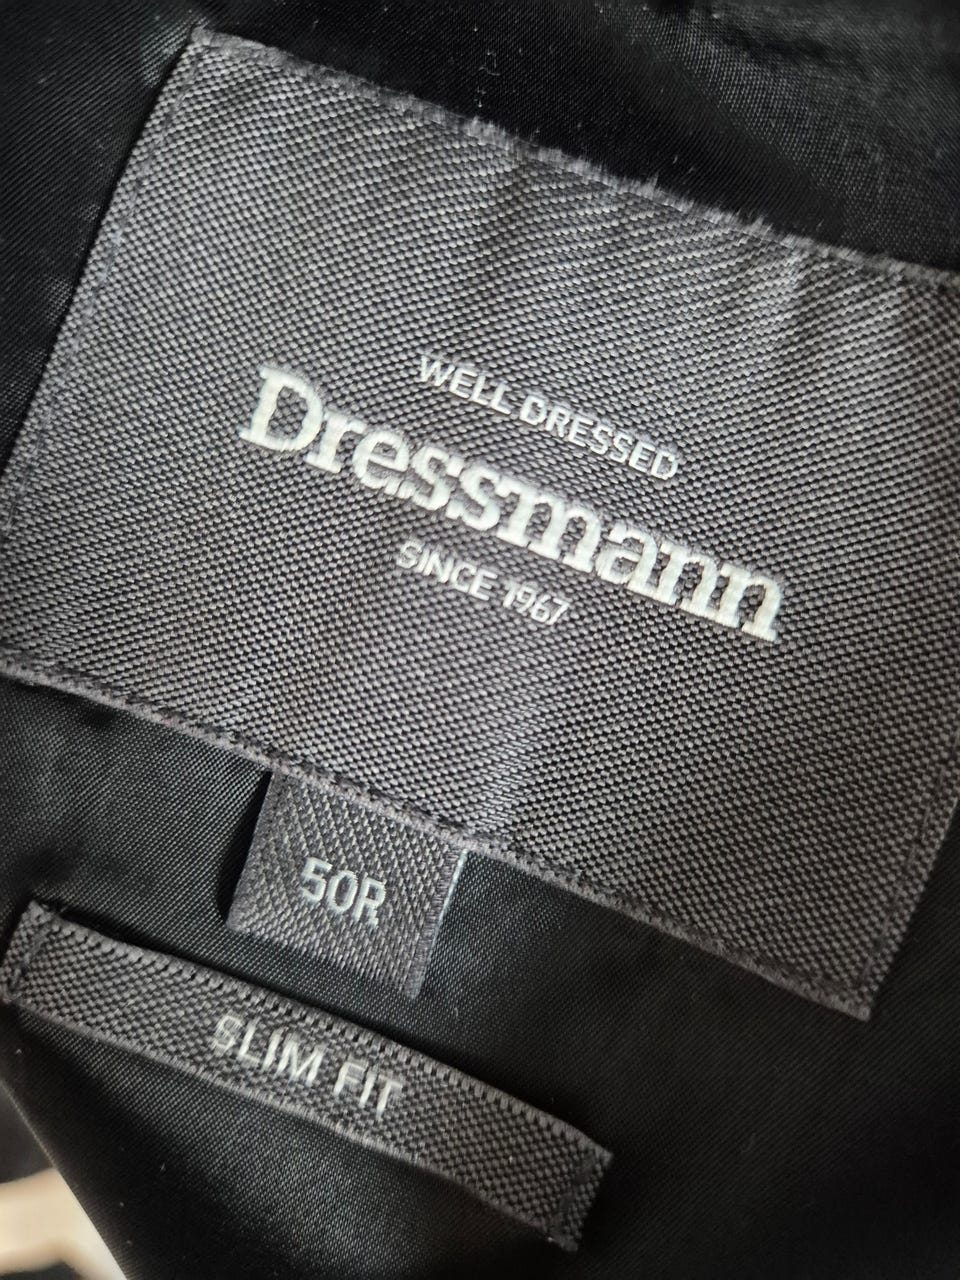 WELL DRESSED
Dressmann
SINCE 1967
50R
SLIM FIT